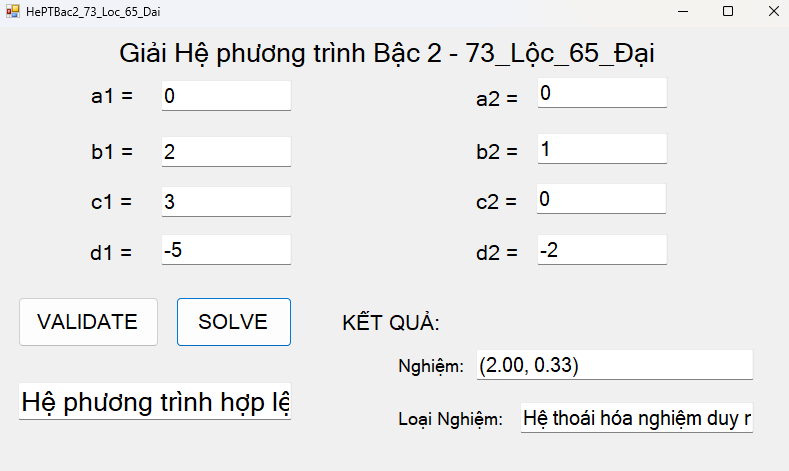 HePTBac2_73_Loc_65_Dai
Giải Hệ phương trình Bậc 2 - 73_Lộc_65_Đại
a1 = 0 a2 = 0
b1 = 2 b2 = 1
c1 = 3 c2 = 0
d1 = -5 d2 = -2
VALIDATE SOLVE KẾT QUẢ:
Nghiệm: (2.00, 0.33)
Hệ phương trình hợp lệ
Loại Nghiệm: Hệ thoái hóa nghiệm duy